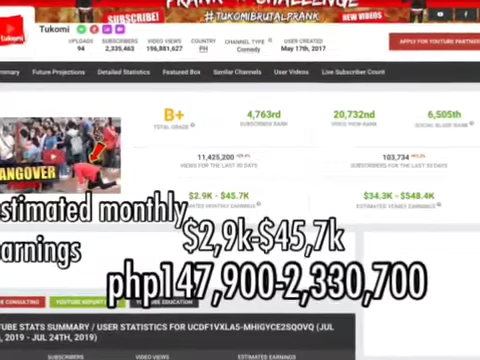 #TUKOMIBRUTALPRANK
SUBSCRIBE!
NEW VIDEOS
Tukomi
UPLOADS
94
SUBSCRIBERS
2,335,463
VIDEO VIEWS
196,881,627
COUNTRY
PH
CHANNEL TYPE
Comedy
USER CREATED
May 17th, 2017
APPLY FOR YOUTUBE PARTNER
Future Projections
Detailed Statistics
Featured Box
Similar Channels
User Videos
Live Subscriber Count
B+
TOTAL GRADE
4,763rd
SUBSCRIBER RANK
20,732nd
VIDEO VIEW RANK
6,505th
SOCIAL BLADE RANK
11,425,200
VIEWS FOR THE LAST 30 DAYS
103,734
SUBSCRIBERS FOR THE LAST 30 DAYS
$2.9K - $45.7K
ESTIMATED MONTHLY EARNINGS
$34.3K - $548.4K
ESTIMATED YEARLY EARNINGS
HANGOVER
stimated monthly
earnings
$2,9k-$45,7k
php147,900-2,330,700
CONSULTING
EDUCATION
UBE STATS SUMMARY / USER STATISTICS FOR UCDF1VXLAS-MHIGYCE2SQOVQ (JUL
, 2019 - JUL 24TH, 2019)
SUBSCRIBERS
VIDEO VIEWS